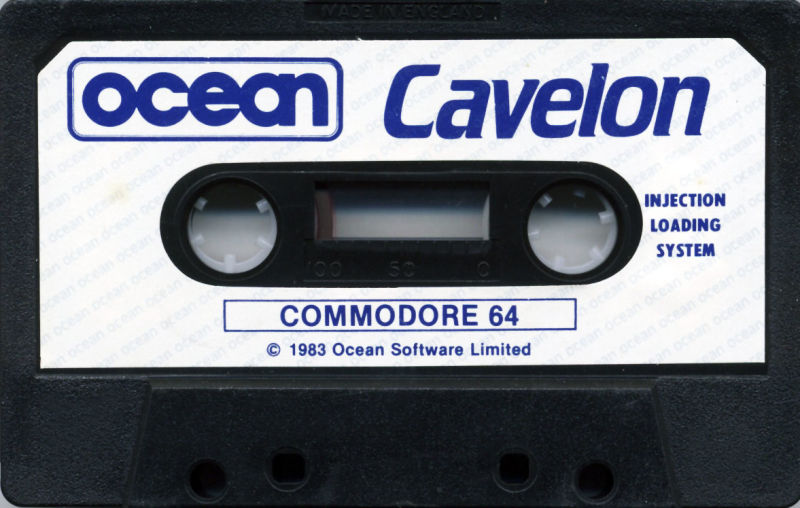 MADE IN ENGLAND
ocean Cavelon
INJECTION
LOADING
SYSTEM
100 50 0
COMMODORE 64
© 1983 Ocean Software Limited